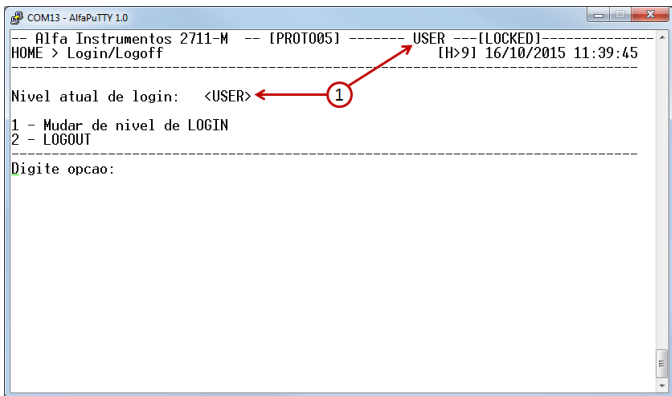 COM13 - AlfaPuTTY 1.0
-- Alfa Instrumentos 2711-M -- [PROTO05] ------- USER ---[LOCKED]--------------
HOME > Login/Logoff [H>9] 16/10/2015 11:39:45
--------------------------------------------------------------------------------
Nivel atual de login: <USER> 1
1 - Mudar de nivel de LOGIN
2 - LOGOUT
--------------------------------------------------------------------------------
Digite opcao: